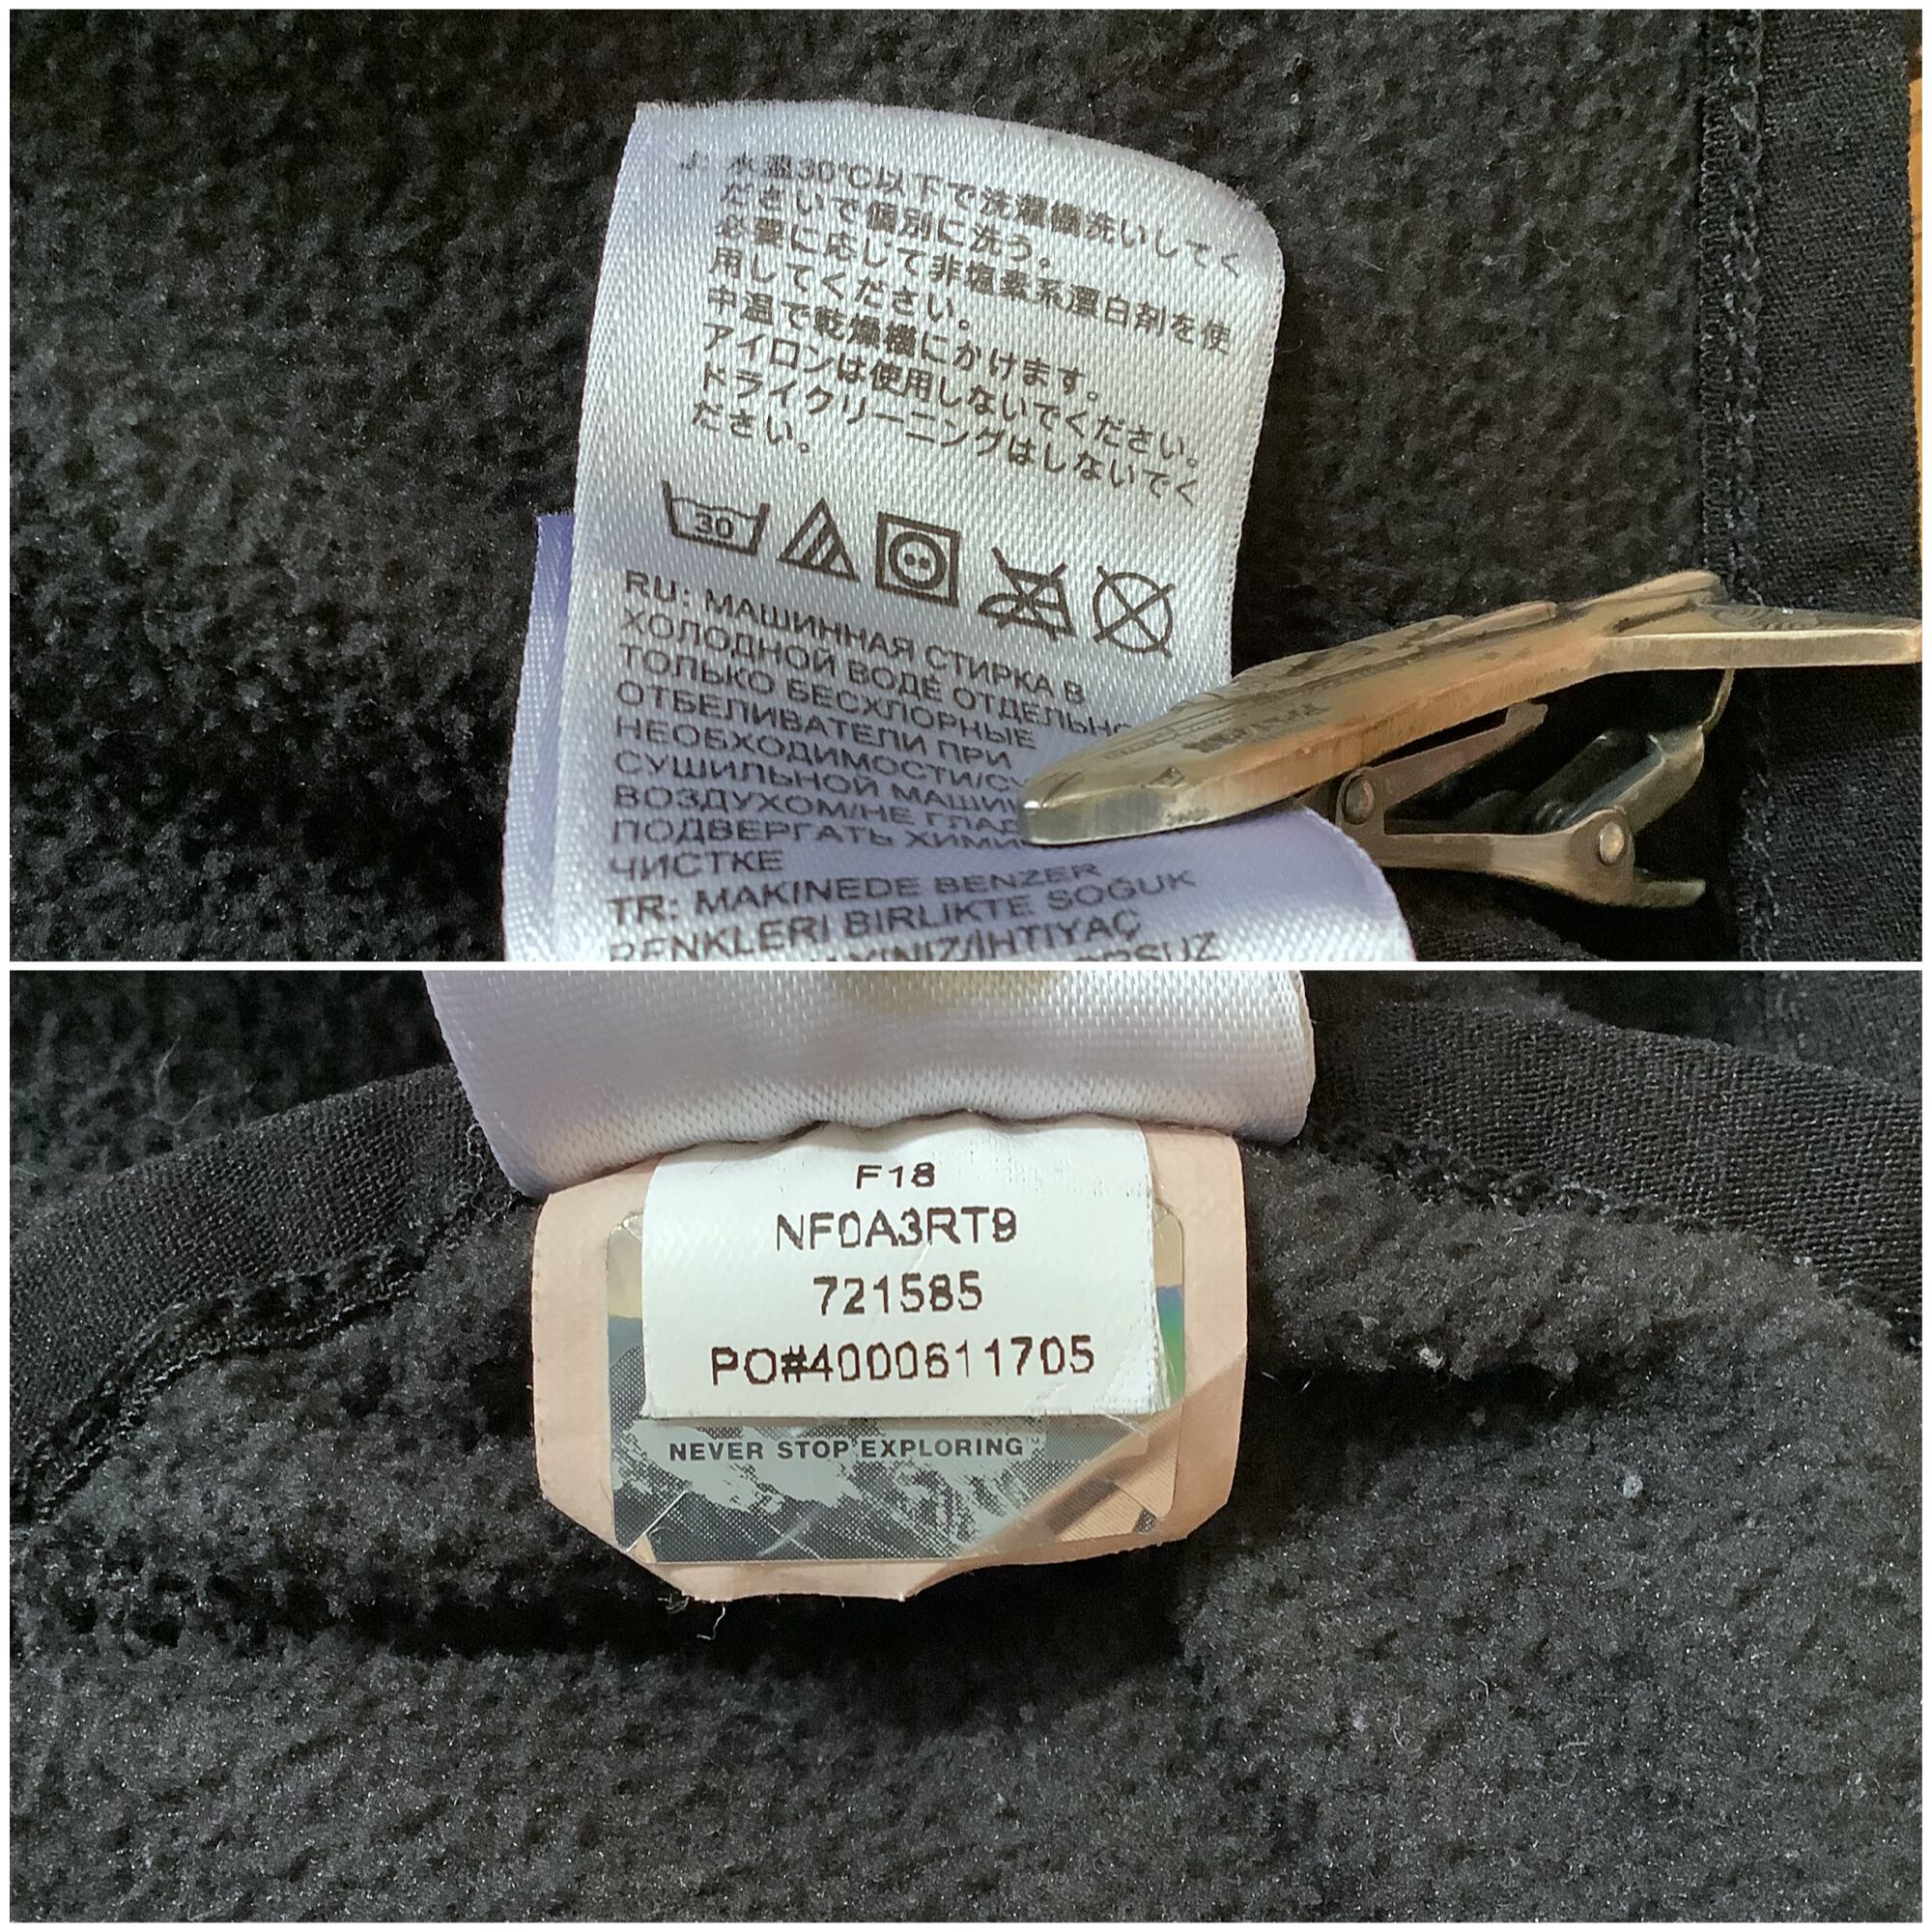 J: 水温30℃以下で洗濯機洗いしてく
ださいで個別に洗う。
必要に応じて非塩素系漂白剤を使
用してください。
中温で乾燥機にかけます。
アイロンは使用しないでください。
ドライクリーニングはしないでく
ださい。
30
RU: МАШИННАЯ СТИРКА В
ХОЛОДНОЙ ВОДЕ ОТДЕЛЬНО
ТОЛЬКО БЕСХЛОРНЫЕ
ОТБЕЛИВАТЕЛИ ПРИ
НЕОБХОДИМОСТИ/СУ
СУШИЛЬНОЙ МАШИН
ВОЗДУХОМ/НЕ ГЛАД
ПОДВЕРГАТЬ ХИМИ
ЧИСТКЕ
TR: MAKINEDE BENZER
RENKLERI BIRLIKTE SOĞUK
F18
NF0A3RT9
721585
PO#4000611705
NEVER STOP EXPLORING